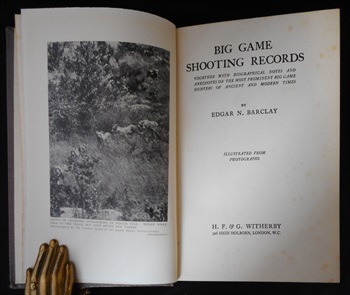 BIG GAME
SHOOTING RECORDS
TOGETHER WITH BIOGRAPHICAL NOTES AND
ANECDOTES ON THE MOST PROMINENT BIG GAME
HUNTERS OF ANCIENT AND MODERN TIMES
BY
EDGAR N. BARCLAY
ILLUSTRATED FROM
PHOTOGRAPHS
H. F. & G. WITHERBY
326 HIGH HOLBORN, LONDON, W.C.